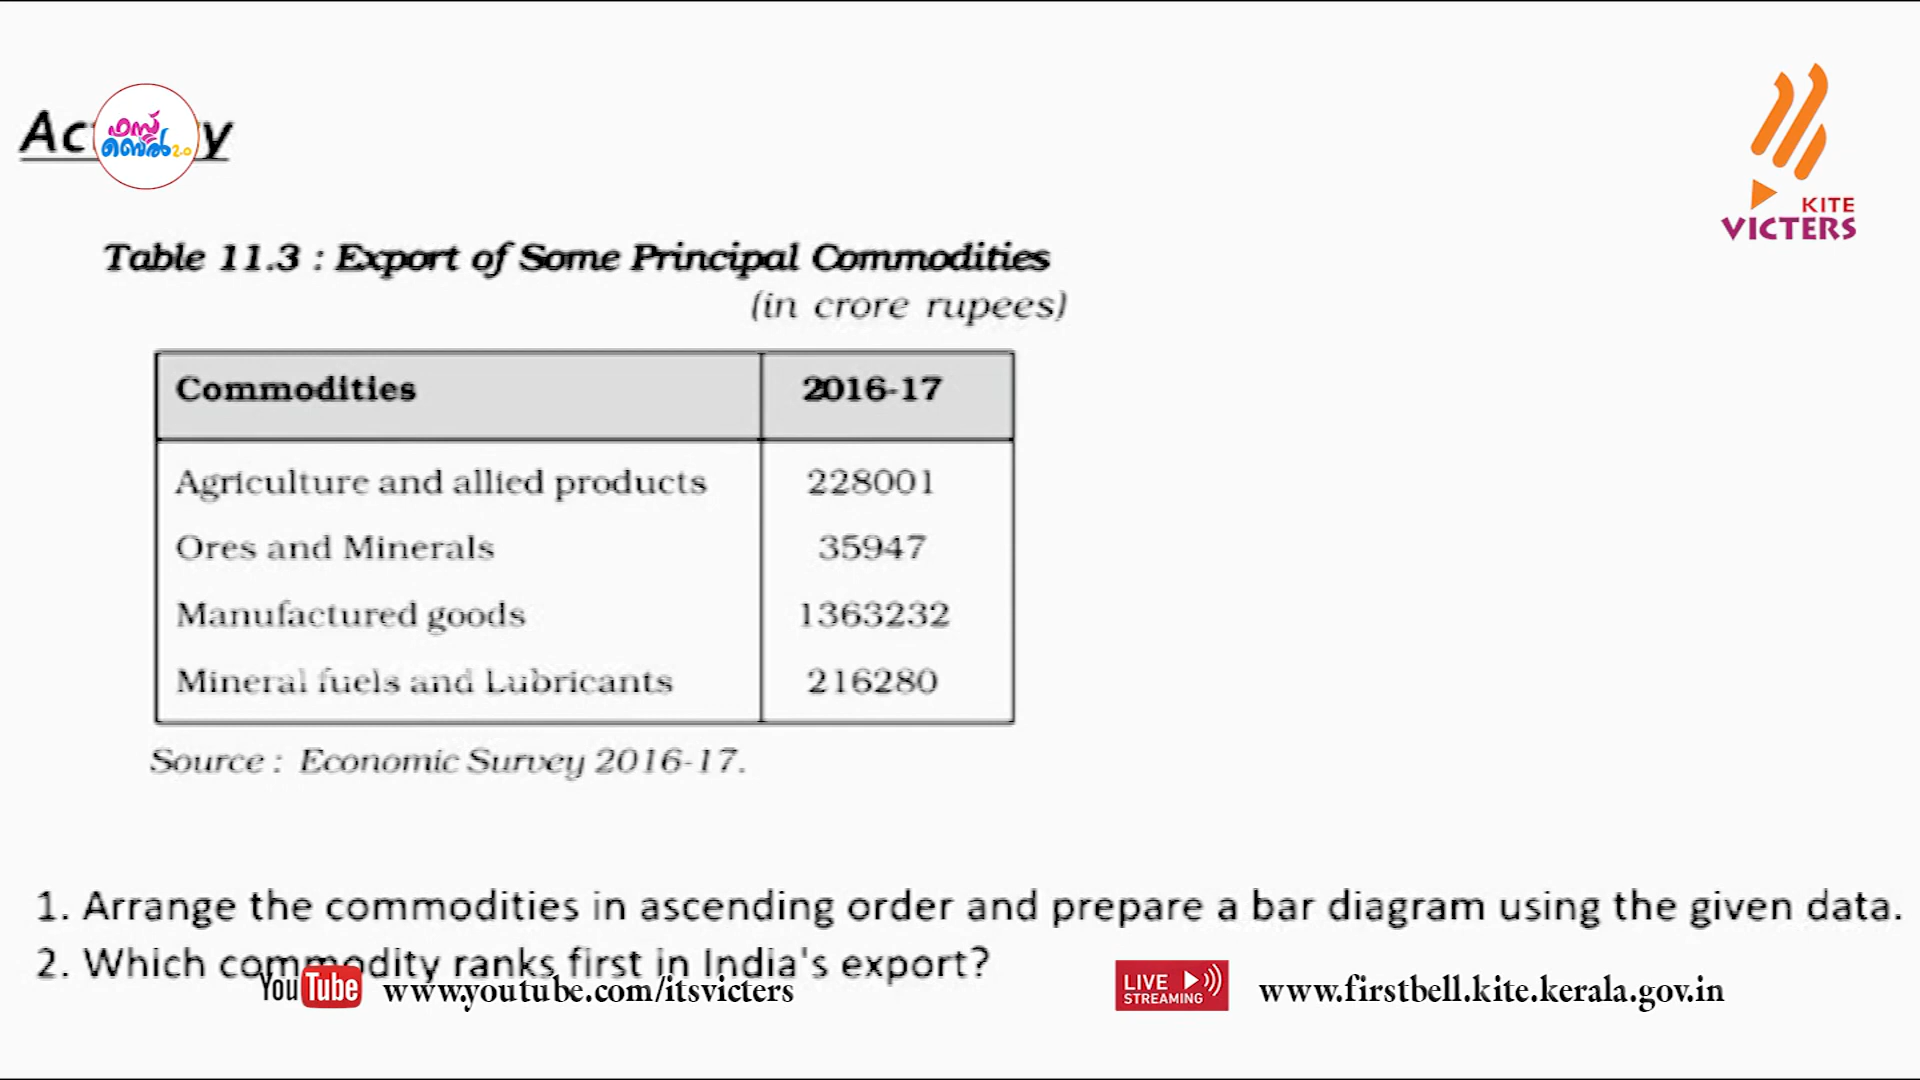 ഫസ്റ്റ്
ബെൽ 2.0
KITE
VICTERS
Table 11.3 : Export of Some Principal Commodities
(in crore rupees)
Commodities 2016-17
Agriculture and allied products 228001
Ores and Minerals 35947
Manufactured goods 1363232
Mineral fuels and Lubricants 216280
Source : Economic Survey 2016-17.
1. Arrange the commodities in ascending order and prepare a bar diagram using the given data.
2. Which commodity ranks first in India's export?
YouTube www.youtube.com/itsvicters
LIVE
STREAMING
www.firstbell.kite.kerala.gov.in